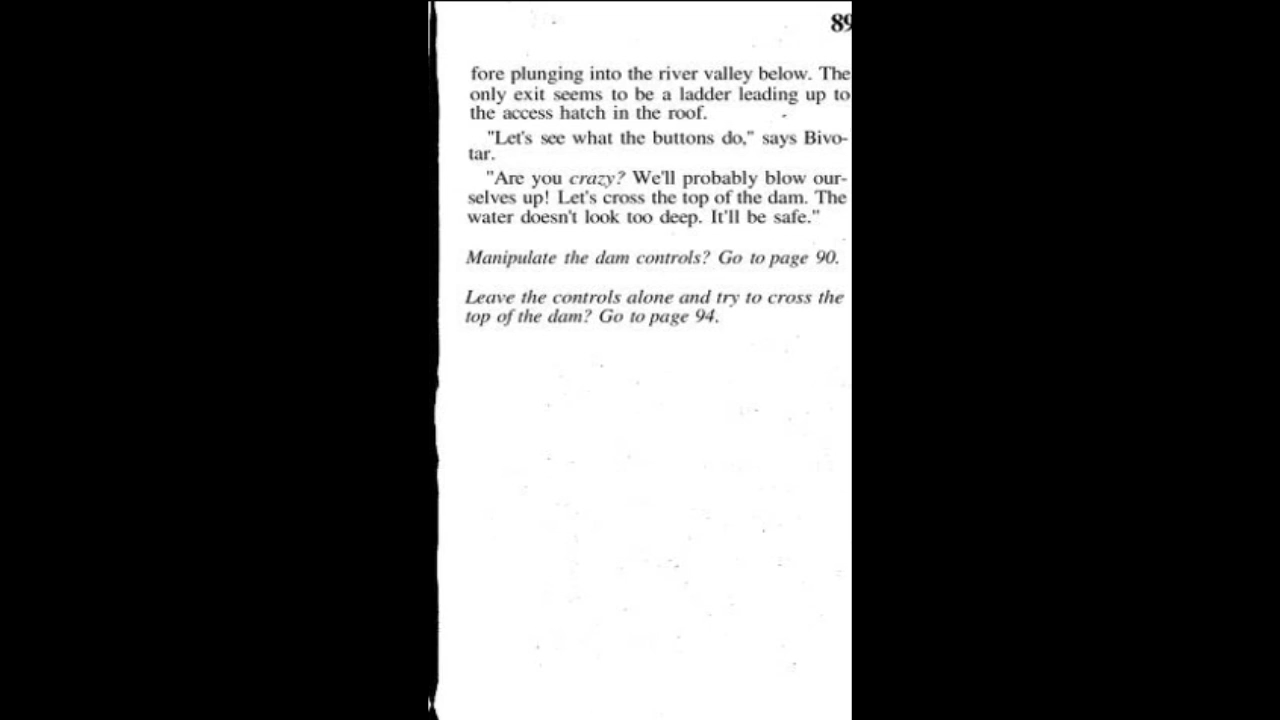 89
fore plunging into the river valley below. The
only exit seems to be a ladder leading up to
the access hatch in the roof.
"Let's see what the buttons do," says Bivo-
tar.
"Are you crazy? We'll probably blow our-
selves up! Let's cross the top of the dam. The
water doesn't look too deep. It'll be safe."
Manipulate the dam controls? Go to page 90.
Leave the controls alone and try to cross the
top of the dam? Go to page 94.